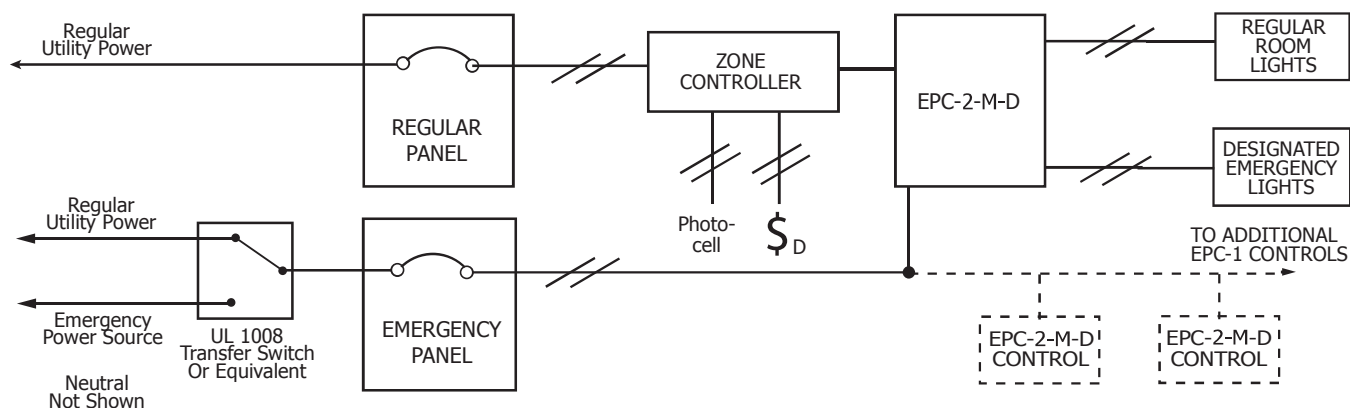 Regular
Utility Power
REGULAR
PANEL
ZONE
CONTROLLER
EPC-2-M-D
REGULAR
ROOM
LIGHTS
DESIGNATED
EMERGENCY
LIGHTS
Photo-
cell
$D
Regular
Utility Power
Emergency
Power Source
Neutral
Not Shown
UL 1008
Transfer Switch
Or Equivalent
EMERGENCY
PANEL
TO ADDITIONAL
EPC-1 CONTROLS
EPC-2-M-D
CONTROL
EPC-2-M-D
CONTROL